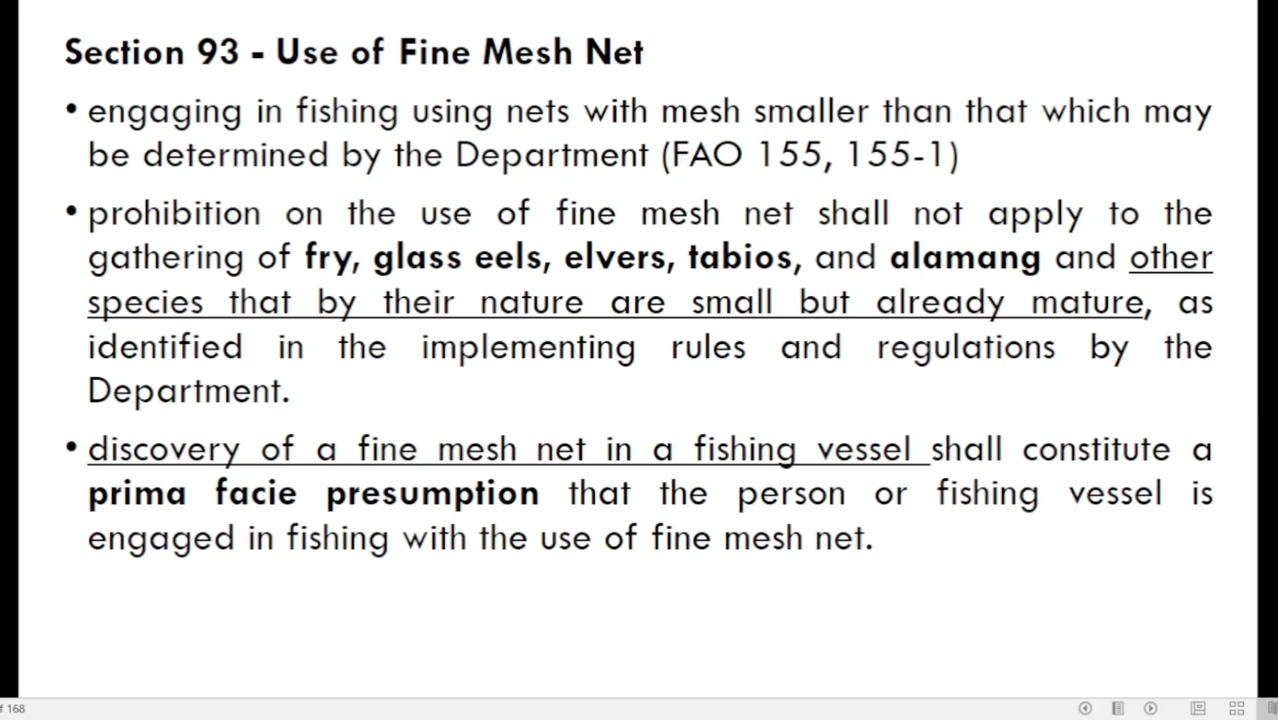 Section 93 - Use of Fine Mesh Net
• engaging in fishing using nets with mesh smaller than that which may
be determined by the Department (FAO 155, 155-1)
• prohibition on the use of fine mesh net shall not apply to the
gathering of fry, glass eels, elvers, tabios, and alamang and other
species that by their nature are small but already mature, as
identified in the implementing rules and regulations by the
Department.
• discovery of a fine mesh net in a fishing vessel shall constitute a
prima facie presumption that the person or fishing vessel is
engaged in fishing with the use of fine mesh net.
f 168